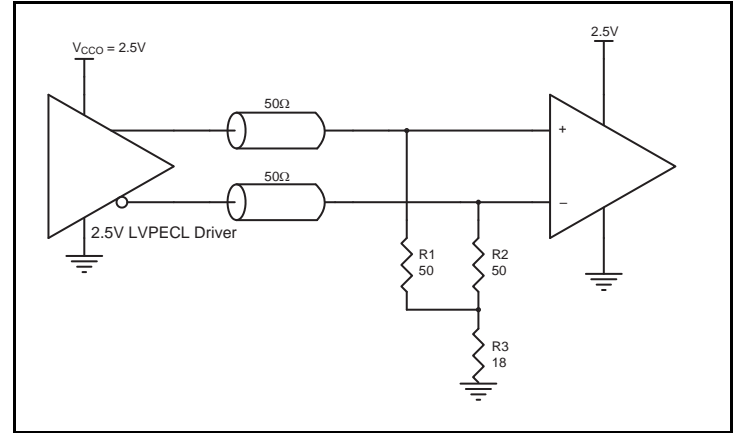 2.5V
V_CCO = 2.5V
50Ω
+
50Ω
−
2.5V LVPECL Driver
R1
50
R2
50
R3
18